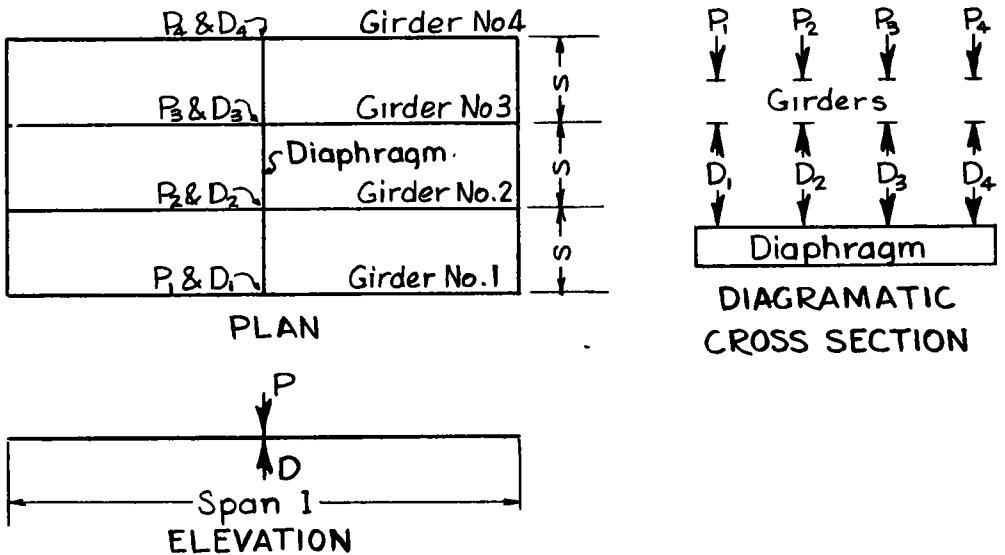 P4 & D4 Girder No4
P3 & D3 Girder No3
Diaphragm.
P2 & D2 Girder No.2
P1 & D1 Girder No.1
S
S
S
PLAN
P1 P2 P3 P4
Girders
D1 D2 D3 D4
Diaphragm
DIAGRAMATIC
CROSS SECTION
P
D
Span l
ELEVATION